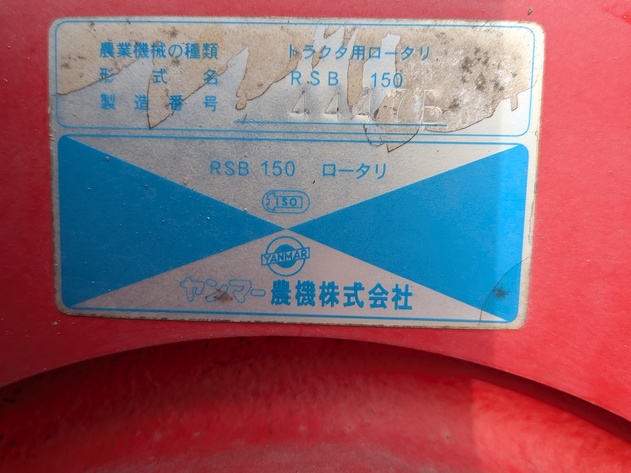 農業機械の種類 トラクタ用ロータリ
形式名 RSB 150
製造番号
RSB 150 ロータリ
ISO
YANMAR
ヤンマー農機株式会社